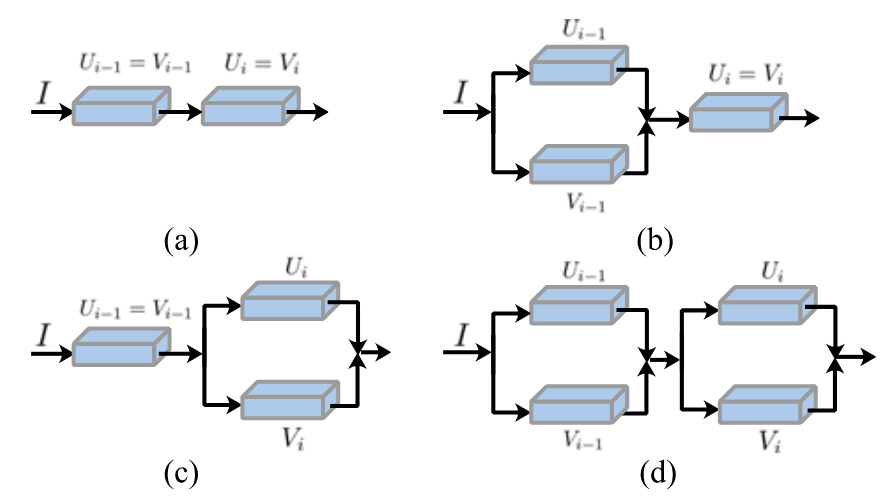 U_{i-1} = V_{i-1} U_i = V_i
I
(a)
U_{i-1}
I
U_i = V_i
V_{i-1}
(b)
U_{i-1} = V_{i-1}
I
U_i
V_i
(c)
U_{i-1} U_i
I
V_{i-1} V_i
(d)